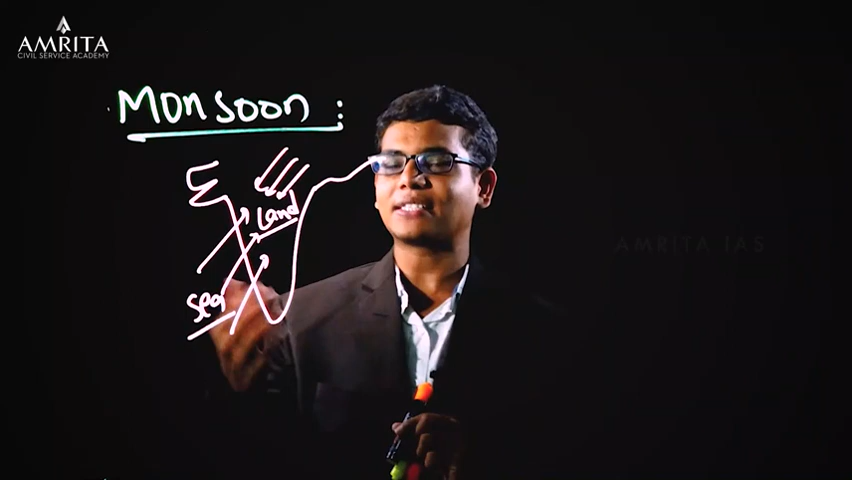 AMRITA
CIVIL SERVICE ACADEMY
Monsoon :
Land
Sea
AMRITA IAS